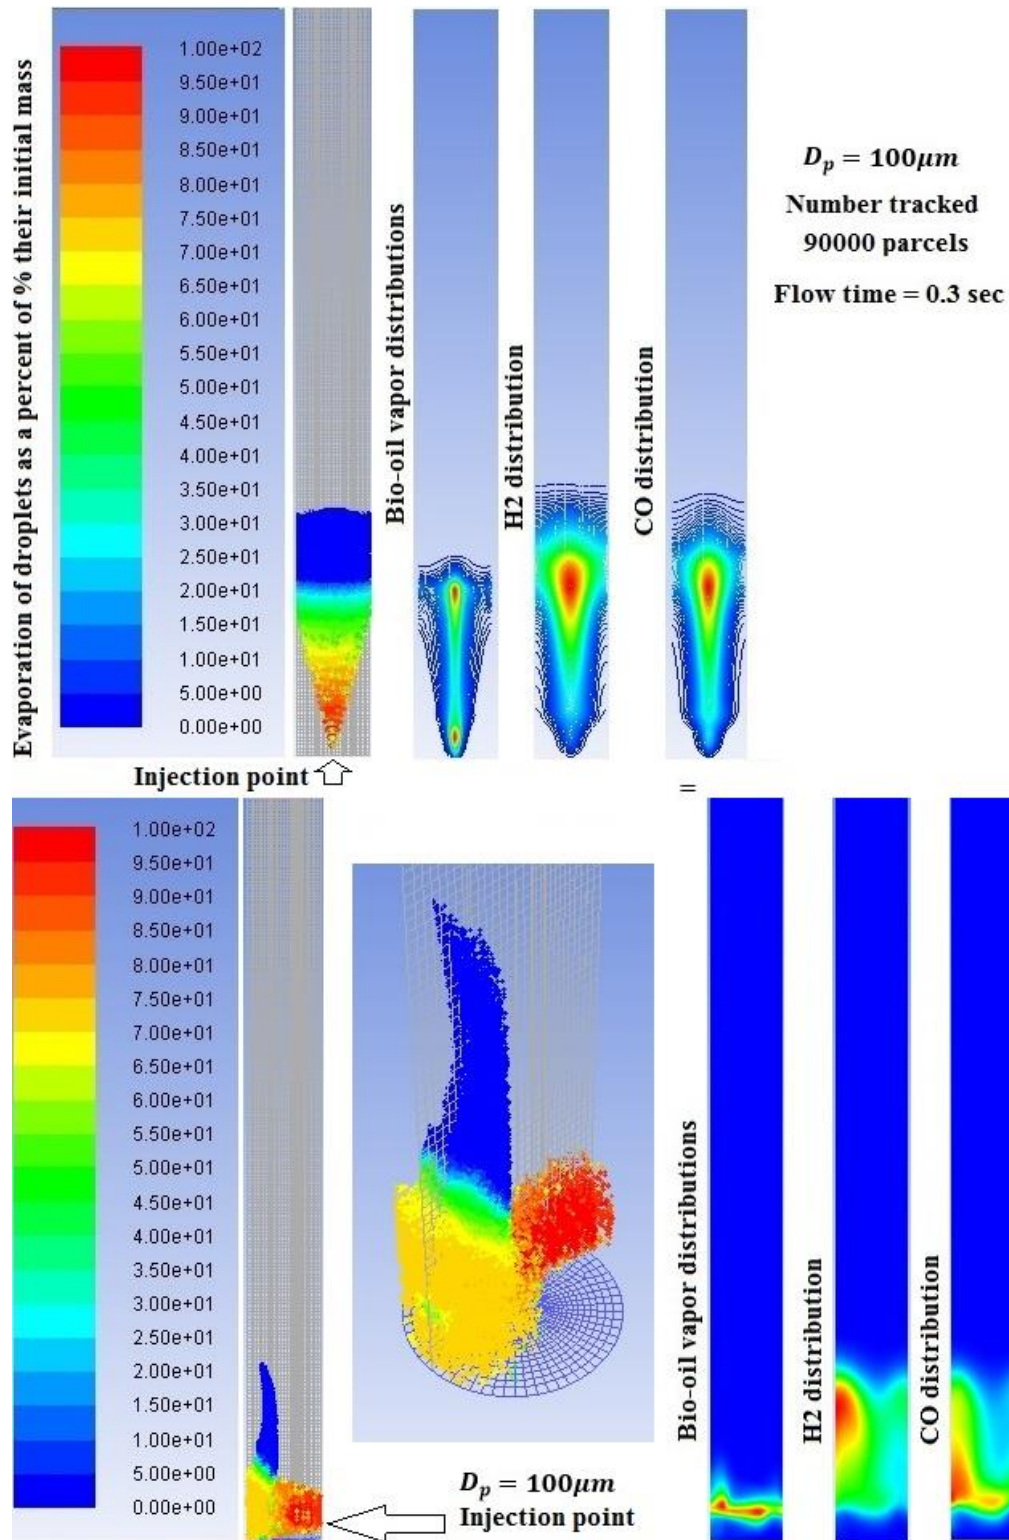 Evaporation of droplets as a percent of % their initial mass
1.00e+02
9.50e+01
9.00e+01
8.50e+01
8.00e+01
7.50e+01
7.00e+01
6.50e+01
6.00e+01
5.50e+01
5.00e+01
4.50e+01
4.00e+01
3.50e+01
3.00e+01
2.50e+01
2.00e+01
1.50e+01
1.00e+01
5.00e+00
0.00e+00
Injection point
Bio-oil vapor distributions
H2 distribution
CO distribution
D_p = 100μm
Number tracked
90000 parcels
Flow time = 0.3 sec
=
1.00e+02
9.50e+01
9.00e+01
8.50e+01
8.00e+01
7.50e+01
7.00e+01
6.50e+01
6.00e+01
5.50e+01
5.00e+01
4.50e+01
4.00e+01
3.50e+01
3.00e+01
2.50e+01
2.00e+01
1.50e+01
1.00e+01
5.00e+00
0.00e+00
D_p = 100μm
Injection point
Bio-oil vapor distributions
H2 distribution
CO distribution